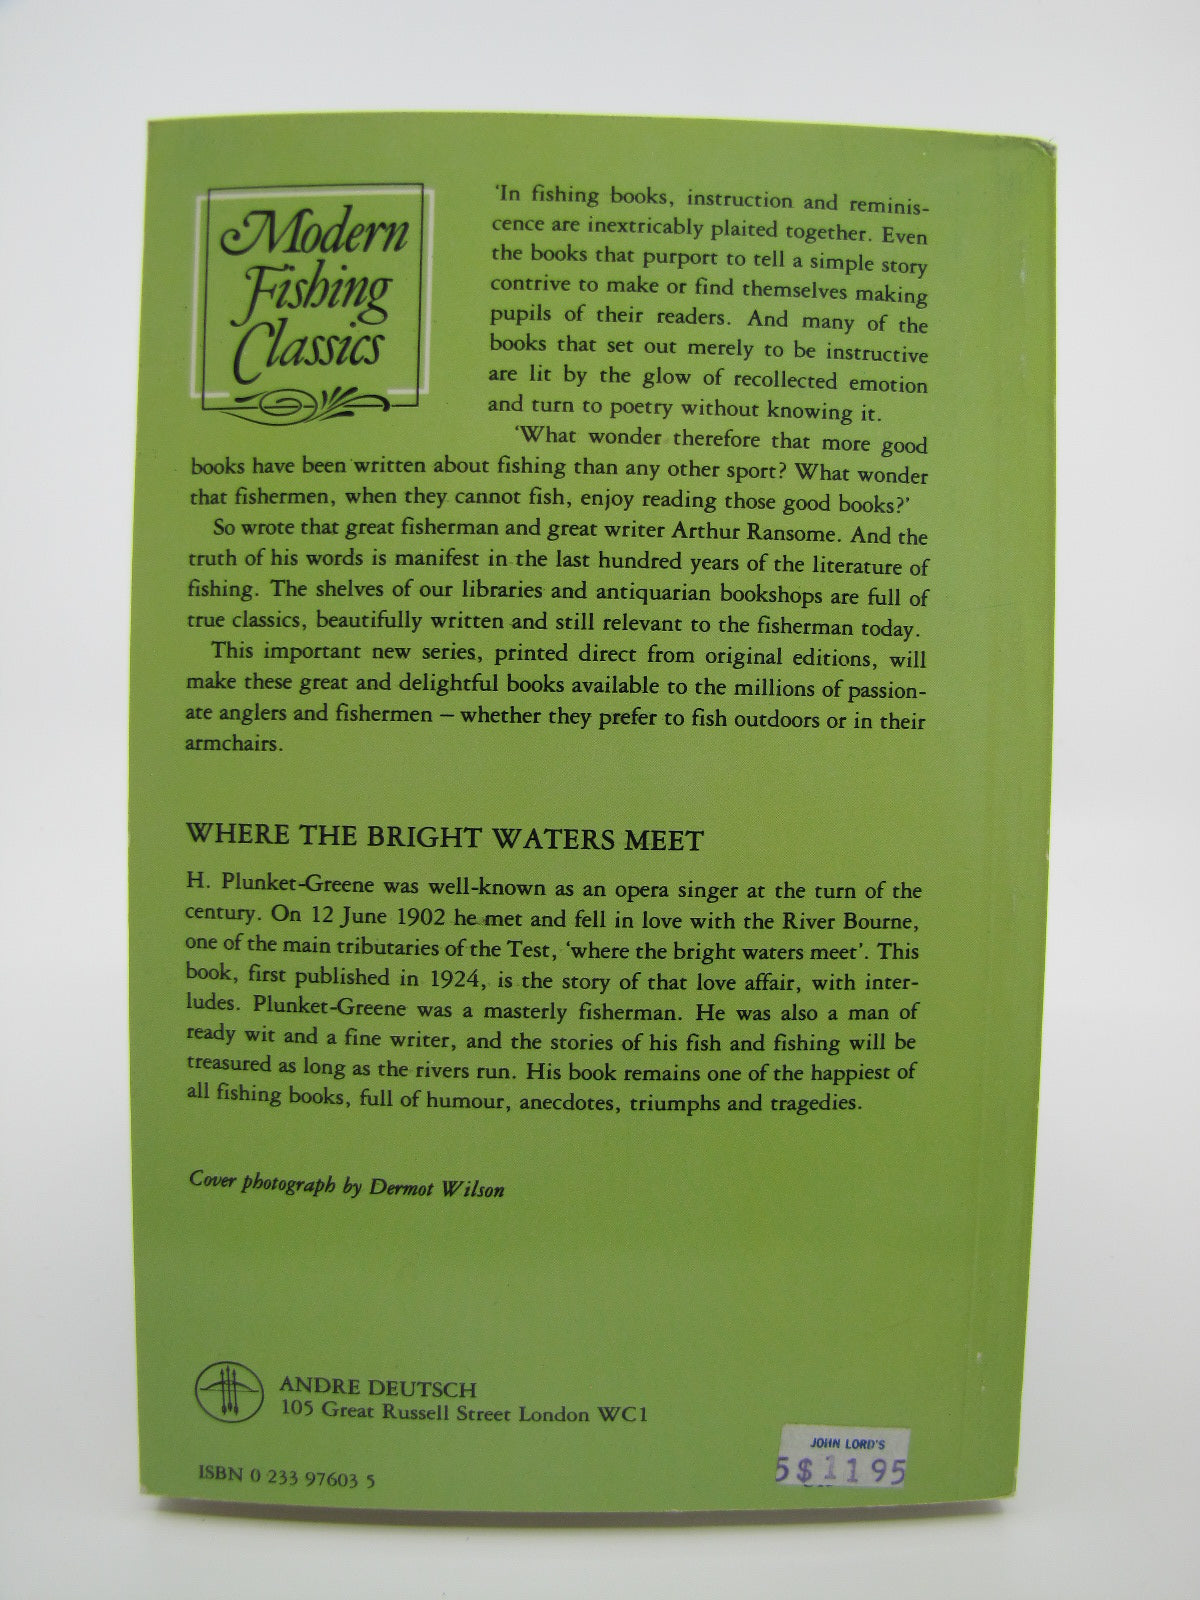 Modern
Fishing
Classics
'In fishing books, instruction and reminis-
cence are inextricably plaited together. Even
the books that purport to tell a simple story
contrive to make or find themselves making
pupils of their readers. And many of the
books that set out merely to be instructive
are lit by the glow of recollected emotion
and turn to poetry without knowing it.
'What wonder therefore that more good
books have been written about fishing than any other sport? What wonder
that fishermen, when they cannot fish, enjoy reading those good books?'
So wrote that great fisherman and great writer Arthur Ransome. And the
truth of his words is manifest in the last hundred years of the literature of
fishing. The shelves of our libraries and antiquarian bookshops are full of
true classics, beautifully written and still relevant to the fisherman today.
This important new series, printed direct from original editions, will
make these great and delightful books available to the millions of passion-
ate anglers and fishermen – whether they prefer to fish outdoors or in their
armchairs.
WHERE THE BRIGHT WATERS MEET
H. Plunket-Greene was well-known as an opera singer at the turn of the
century. On 12 June 1902 he met and fell in love with the River Bourne,
one of the main tributaries of the Test, 'where the bright waters meet'. This
book, first published in 1924, is the story of that love affair, with inter-
ludes. Plunket-Greene was a masterly fisherman. He was also a man of
ready wit and a fine writer, and the stories of his fish and fishing will be
treasured as long as the rivers run. His book remains one of the happiest of
all fishing books, full of humour, anecdotes, triumphs and tragedies.
Cover photograph by Dermot Wilson
ANDRE DEUTSCH
105 Great Russell Street London WC1
JOHN LORD'S
5$1195
ISBN 0 233 97603 5